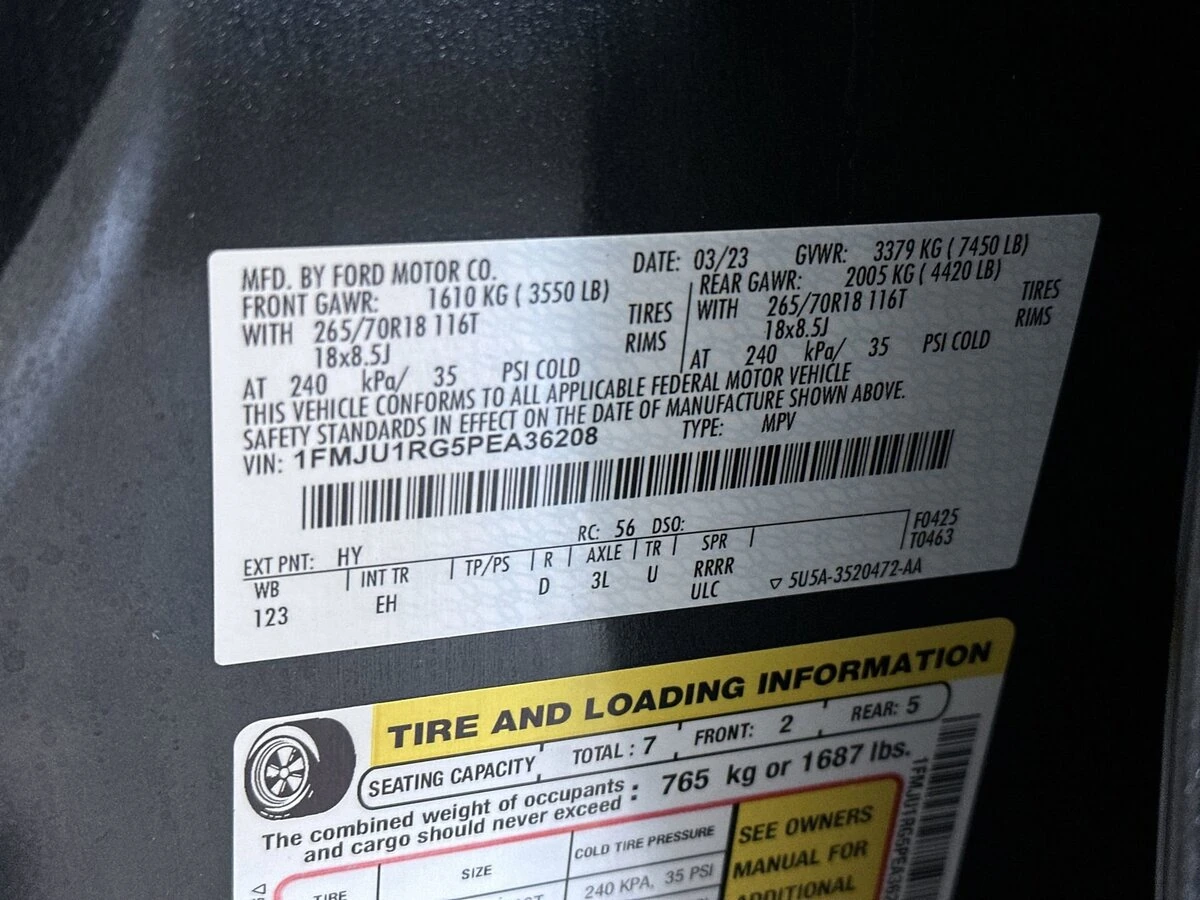 MFD. BY FORD MOTOR CO. DATE: 03/23 GVWR: 3379 KG ( 7450 LB)
FRONT GAWR: 1610 KG ( 3550 LB) REAR GAWR: 2005 KG ( 4420 LB)
WITH 265/70R18 116T TIRES WITH 265/70R18 116T TIRES
18x8.5J RIMS 18x8.5J RIMS
AT 240 kPa/ 35 PSI COLD AT 240 kPa/ 35 PSI COLD
THIS VEHICLE CONFORMS TO ALL APPLICABLE FEDERAL MOTOR VEHICLE
SAFETY STANDARDS IN EFFECT ON THE DATE OF MANUFACTURE SHOWN ABOVE.
VIN: 1FMJU1RG5PEA36208 TYPE: MPV
EXT PNT: HY RC: 56 DSO: F0425
WB INT TR TP/PS R AXLE TR SPR T0463
123 EH D 3L U RRRR
ULC ▽ 5U5A-3520472-AA
TIRE AND LOADING INFORMATION
SEATING CAPACITY TOTAL : 7 FRONT: 2 REAR: 5
The combined weight of occupants : 765 kg or 1687 lbs.
and cargo should never exceed
TIRE SIZE COLD TIRE PRESSURE SEE OWNERS
240 KPA, 35 PSI MANUAL FOR
ADDITIONAL
1FMJU1RG5PEA362